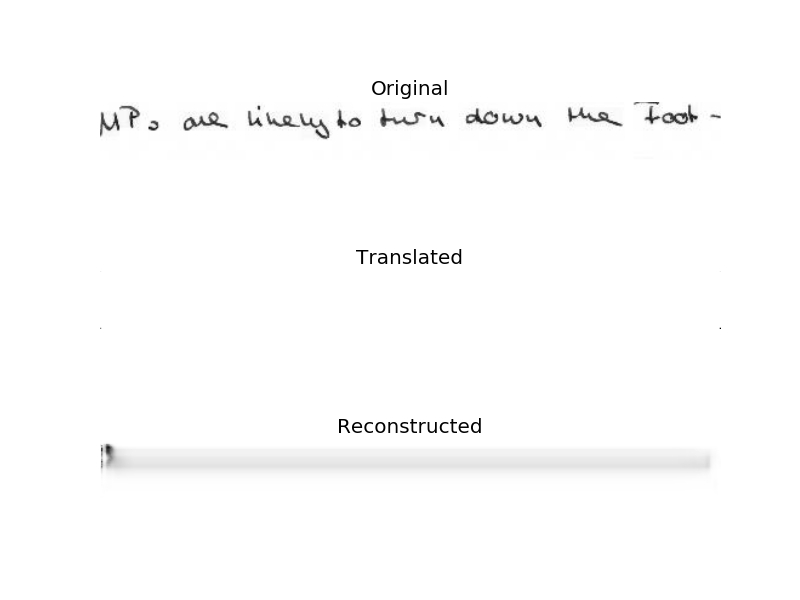 Original
MPs are likely to turn down the Foot -
Translated
Reconstructed